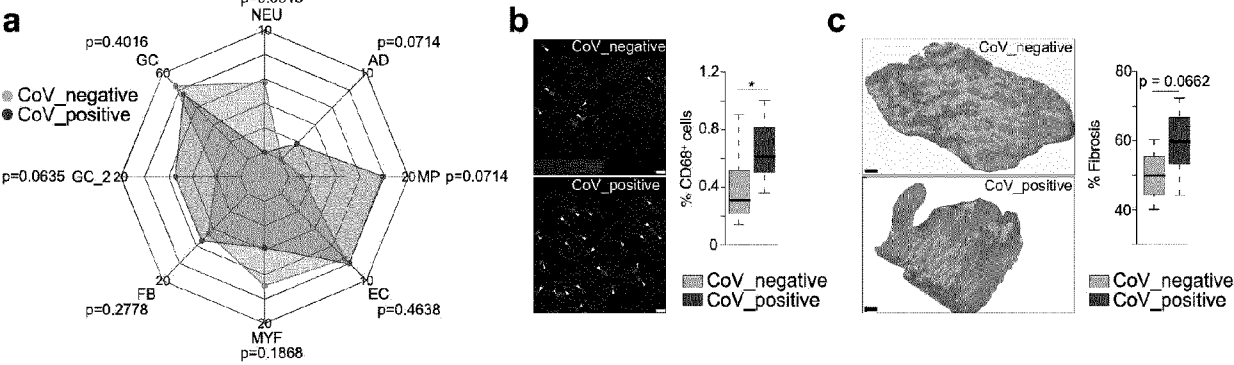 a
NEU
10
p=0.4016
GC
60
AD
10
p=0.0714
CoV_negative
CoV_positive
p=0.0635 GC_2 20
20 MP p=0.0714
20
FB
p=0.2778
10
EC
p=0.4638
20
MYF
p=0.1868
b
CoV_negative
CoV_positive
% CD68+ cells
1.2
0.8
0.4
0
*
CoV_negative
CoV_positive
c
CoV_negative
CoV_positive
% Fibrosis
80
60
40
p = 0.0662
CoV_negative
CoV_positive